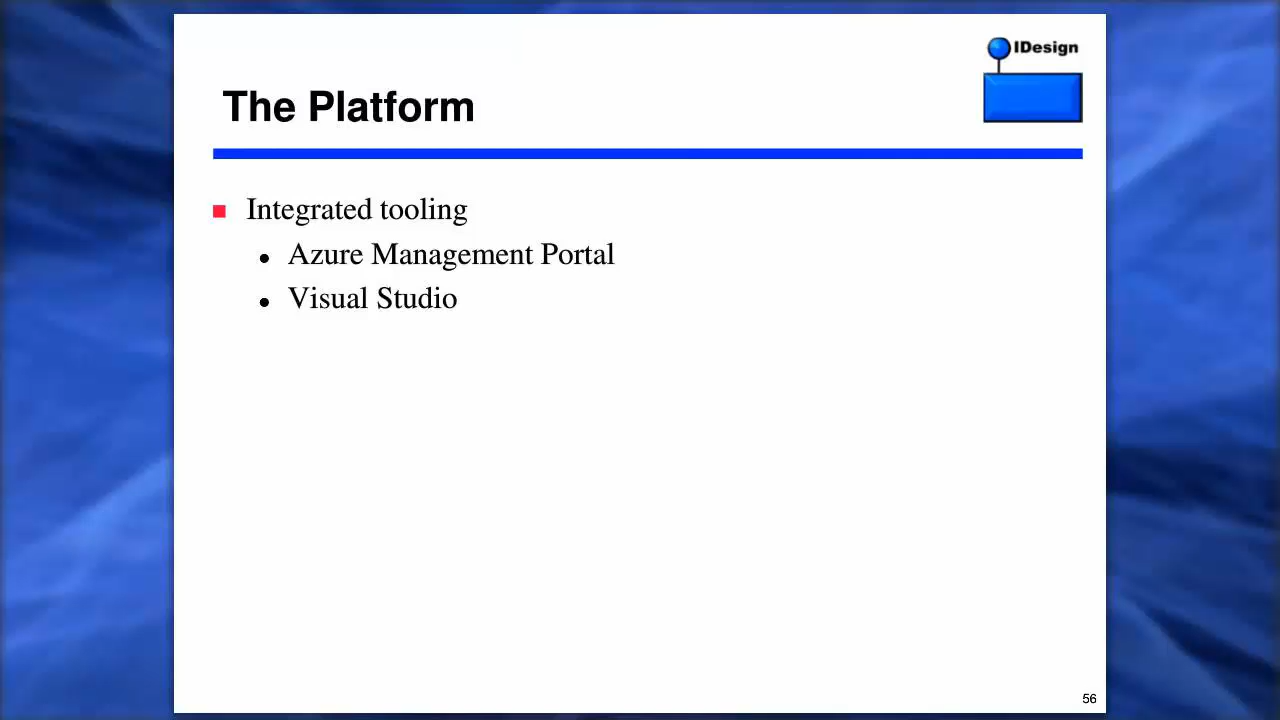 IDesign
The Platform
Integrated tooling
Azure Management Portal
Visual Studio
56